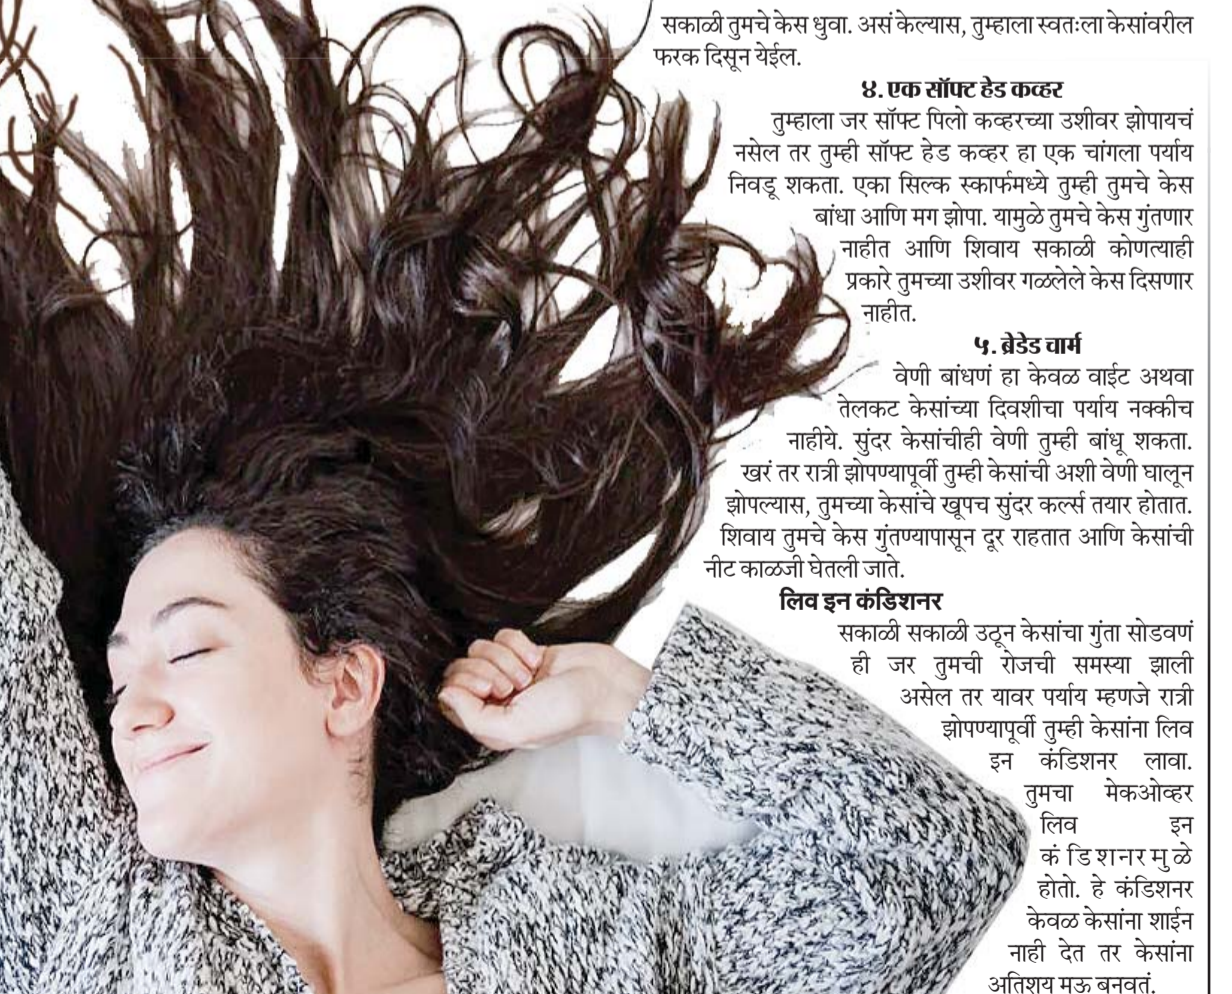 सकाळी तुमचे केस धुवा. असं केल्यास, तुम्हाला स्वतःला केसांवरील
फरक दिसून येईल.
४. एक सॉफ्ट हेड कव्हर
तुम्हाला जर सॉफ्ट पिलो कव्हरच्या उशीवर झोपायचं
नसेल तर तुम्ही सॉफ्ट हेड कव्हर हा एक चांगला पर्याय
निवडू शकता. एका सिल्क स्कार्फमध्ये तुम्ही तुमचे केस
बांधा आणि मग झोपा. यामुळे तुमचे केस गुंतणार
नाहीत आणि शिवाय सकाळी कोणत्याही
प्रकारे तुमच्या उशीवर गळलेले केस दिसणार
नाहीत.
५. ब्रेडेड चार्म
वेणी बांधणं हा केवळ वाईट अथवा
तेलकट केसांच्या दिवशीचा पर्याय नक्कीच
नाहीये. सुंदर केसांचीही वेणी तुम्ही बांधू शकता.
खरं तर रात्री झोपण्यापूर्वी तुम्ही केसांची अशी वेणी घालून
झोपल्यास, तुमच्या केसांचे खूपच सुंदर कर्ल्स तयार होतात.
शिवाय तुमचे केस गुंतण्यापासून दूर राहतात आणि केसांची
नीट काळजी घेतली जाते.
लिव इन कंडिशनर
सकाळी सकाळी उठून केसांचा गुंता सोडवणं
ही जर तुमची रोजची समस्या झाली
असेल तर यावर पर्याय म्हणजे रात्री
झोपण्यापूर्वी तुम्ही केसांना लिव
इन कंडिशनर लावा.
तुमचा मेकओव्हर
लिव इन
कंडिशनरमुळे
होतो. हे कंडिशनर
केवळ केसांना शाईन
नाही देत तर केसांना
अतिशय मऊ बनवतं.